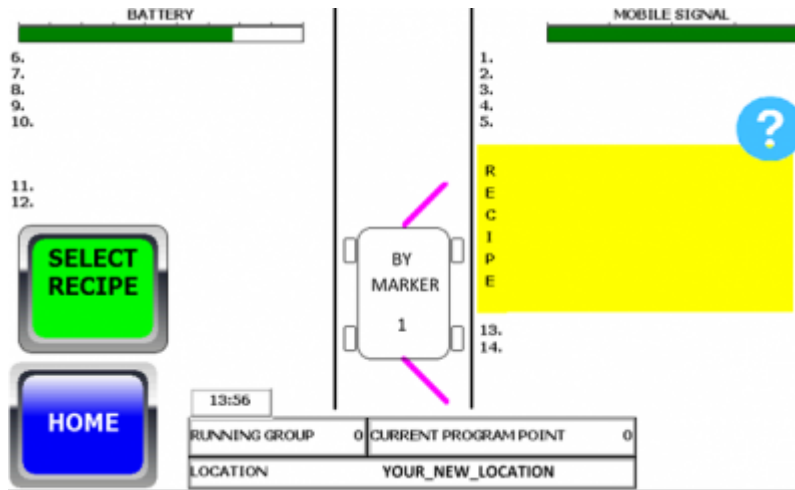 BATTERY
MOBILE SIGNAL
6.
7.
8.
9.
10.
11.
12.
1.
2.
3.
4.
5.
?
R
E
C
I
P
E
13.
14.
SELECT
RECIPE
BY
MARKER
1
HOME
13:56
RUNNING GROUP 0 CURRENT PROGRAM POINT 0
LOCATION YOUR_NEW_LOCATION